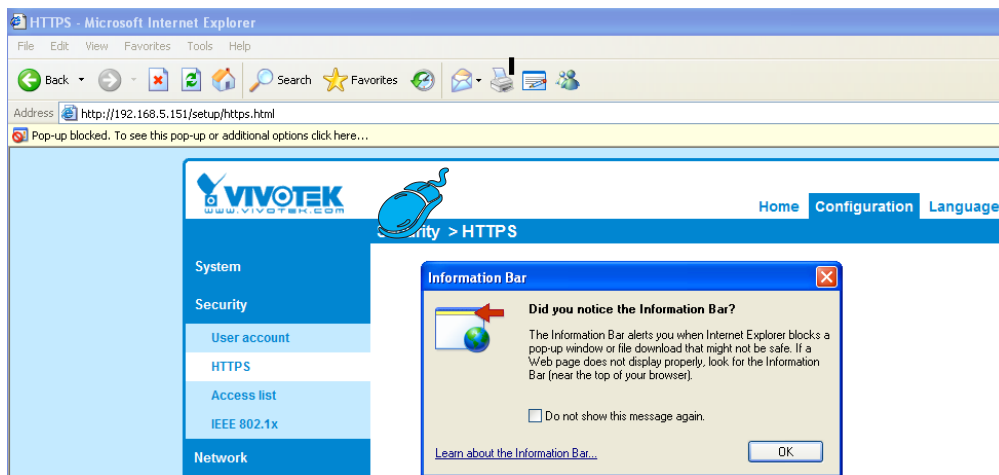 HTTPS - Microsoft Internet Explorer
File Edit View Favorites Tools Help
Back Search Favorites
Address http://192.168.5.151/setup/https.html
Pop-up blocked. To see this pop-up or additional options click here...
VIVOTEK
www.vivotek.com
Home Configuration Language
> HTTPS
System
Security
User account
HTTPS
Access list
IEEE 802.1x
Network
Information Bar
Did you notice the Information Bar?
The Information Bar alerts you when Internet Explorer blocks a
pop-up window or file download that might not be safe. If a
Web page does not display properly, look for the Information
Bar (near the top of your browser).
Do not show this message again.
Learn about the Information Bar...
OK